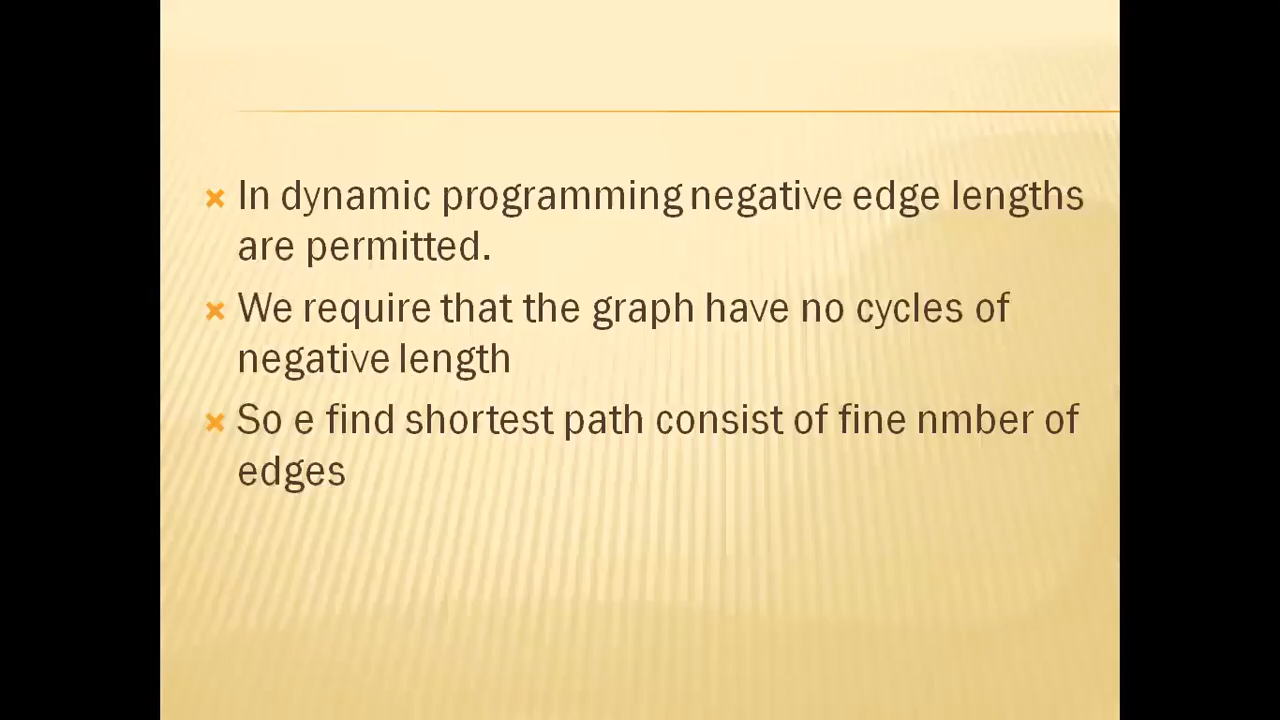 In dynamic programming negative edge lengths
are permitted.
We require that the graph have no cycles of
negative length
So e find shortest path consist of fine nmber of
edges